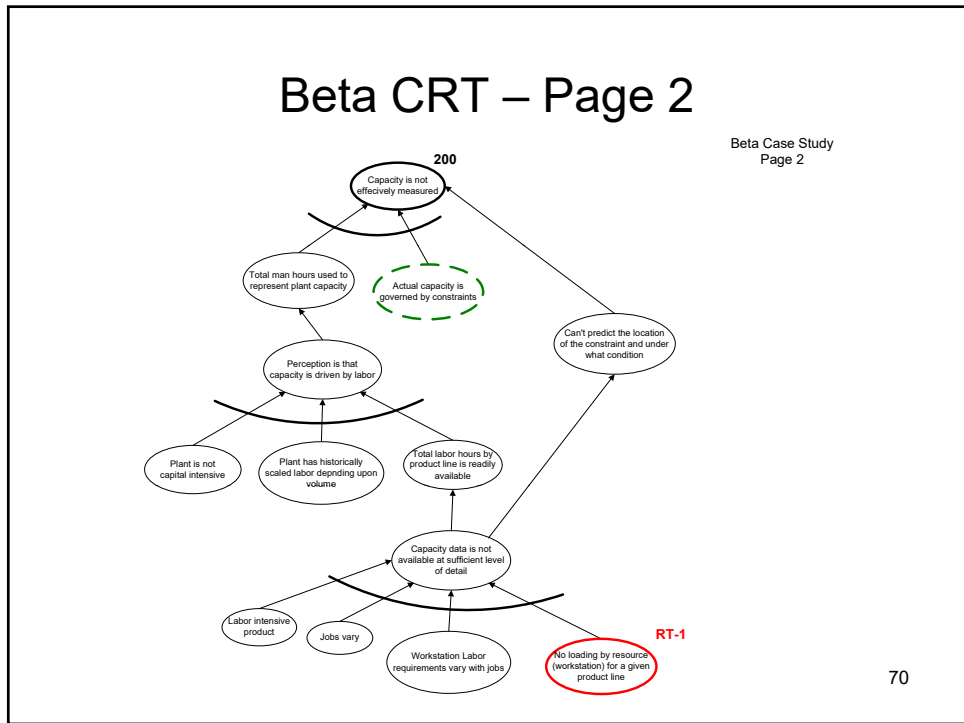 Beta CRT – Page 2
Beta Case Study
Page 2
200
Capacity is not
effecively measured
Total man hours used to
represent plant capacity
Actual capacity is
governed by constraints
Can't predict the location
of the constraint and under
what condition
Perception is that
capacity is driven by labor
Plant is not
capital intensive
Plant has historically
scaled labor depnding upon
volume
Total labor hours by
product line is readily
available
Capacity data is not
available at sufficient level
of detail
Labor intensive
product
Jobs vary
Workstation Labor
requirements vary with jobs
RT-1
No loading by resource
(workstation) for a given
product line
70